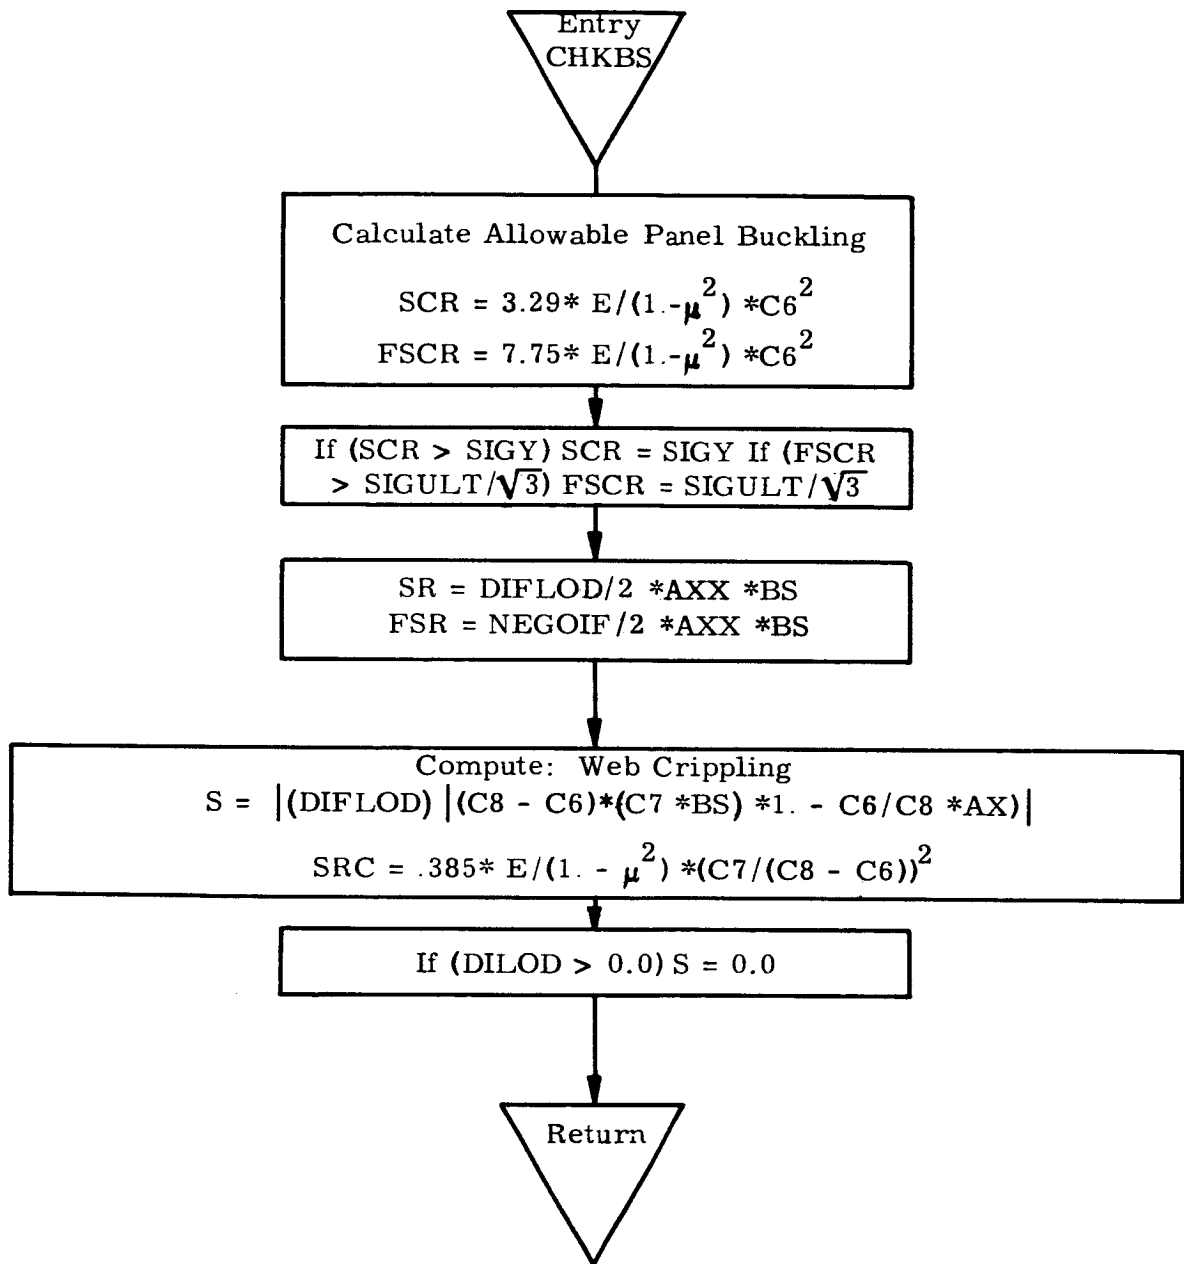 Entry
CHKBS
Calculate Allowable Panel Buckling
SCR = 3.29* E/(1.-μ²) *C6²
FSCR = 7.75* E/(1.-μ²) *C6²
If (SCR > SIGY) SCR = SIGY If (FSCR
> SIGULT/√3) FSCR = SIGULT/√3
SR = DIFLOD/2 *AXX *BS
FSR = NEGOIF/2 *AXX *BS
Compute: Web Crippling
S = |(DIFLOD) |(C8 - C6)*(C7 *BS) *1. - C6/C8 *AX)|
SRC = .385* E/(1. - μ²) *(C7/(C8 - C6))²
If (DILOD > 0.0) S = 0.0
Return